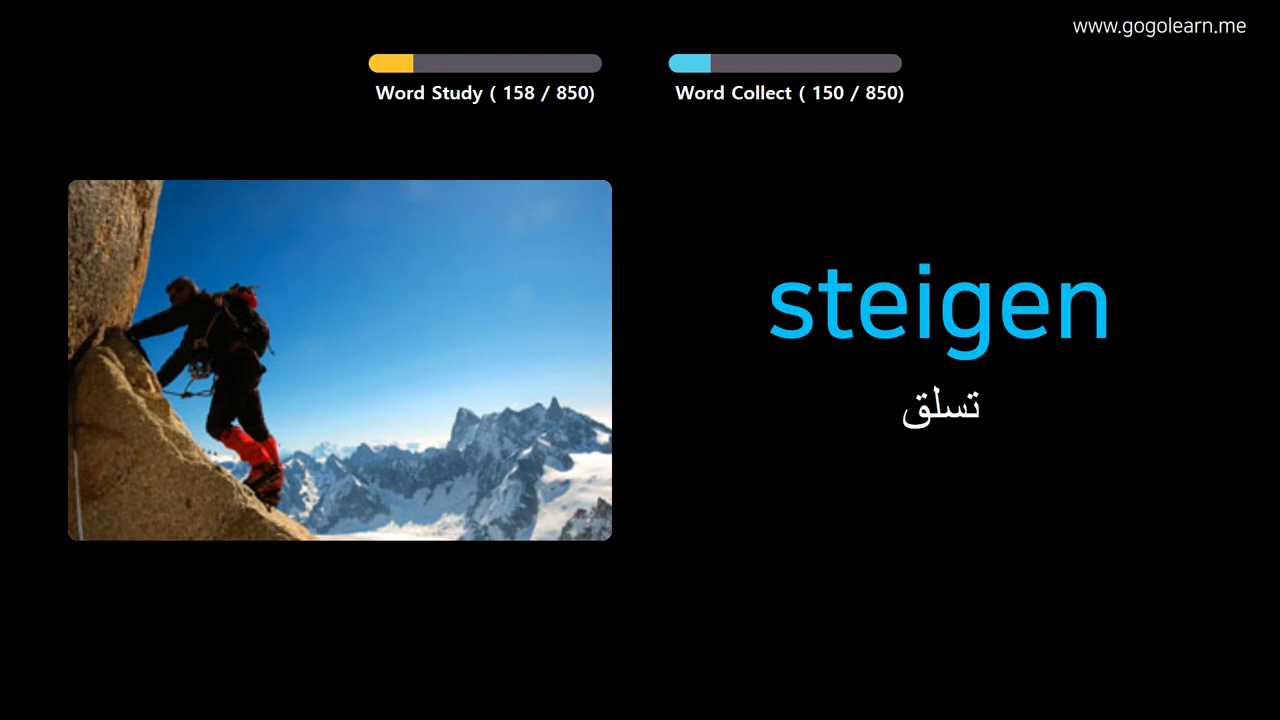 www.gogolearn.me
Word Study ( 158 / 850)
Word Collect ( 150 / 850)
steigen
تسلق